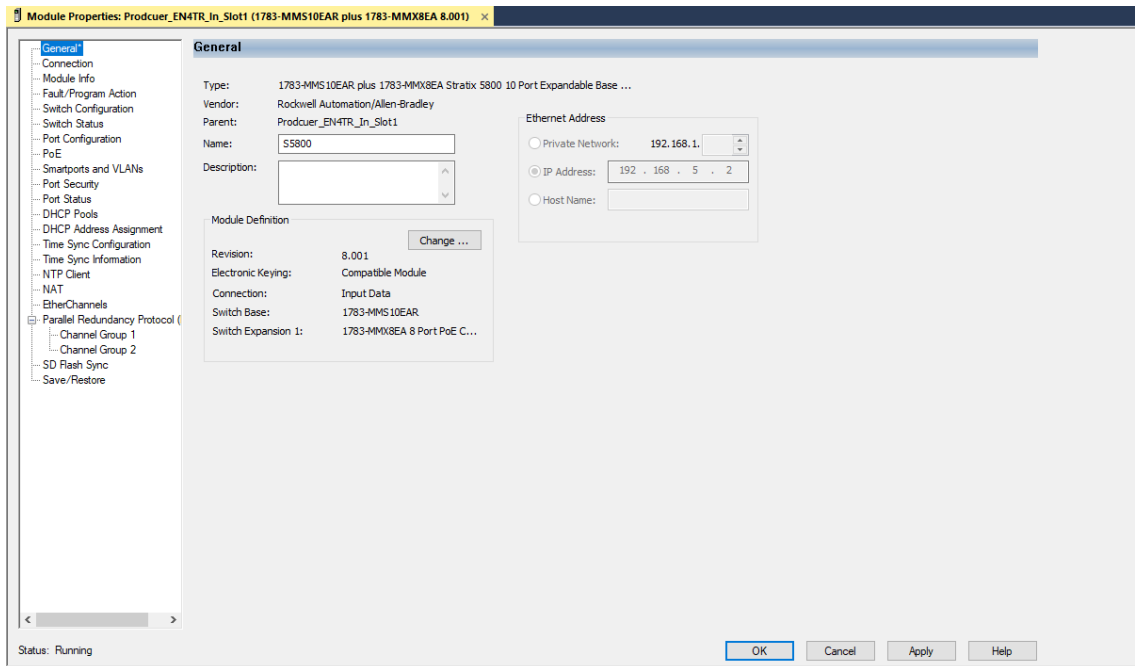 Module Properties: Prodcuer_EN4TR_In_Slot1 (1783-MMS10EAR plus 1783-MMX8EA 8.001) ×
General*
Connection
Module Info
Fault/Program Action
Switch Configuration
Switch Status
Port Configuration
PoE
Smartports and VLANs
Port Security
Port Status
DHCP Pools
DHCP Address Assignment
Time Sync Configuration
Time Sync Information
NTP Client
NAT
EtherChannels
Parallel Redundancy Protocol (
Channel Group 1
Channel Group 2
SD Flash Sync
Save/Restore
General
Type: 1783-MMS10EAR plus 1783-MMX8EA Stratix 5800 10 Port Expandable Base ...
Vendor: Rockwell Automation/Allen-Bradley
Parent: Prodcuer_EN4TR_In_Slot1
Name: S5800
Description:
Module Definition
Change ...
Revision: 8.001
Electronic Keying: Compatible Module
Connection: Input Data
Switch Base: 1783-MMS10EAR
Switch Expansion 1: 1783-MMX8EA 8 Port PoE C...
Ethernet Address
Private Network: 192.168.1.
IP Address: 192 . 168 . 5 . 2
Host Name:
Status: Running
OK Cancel Apply Help